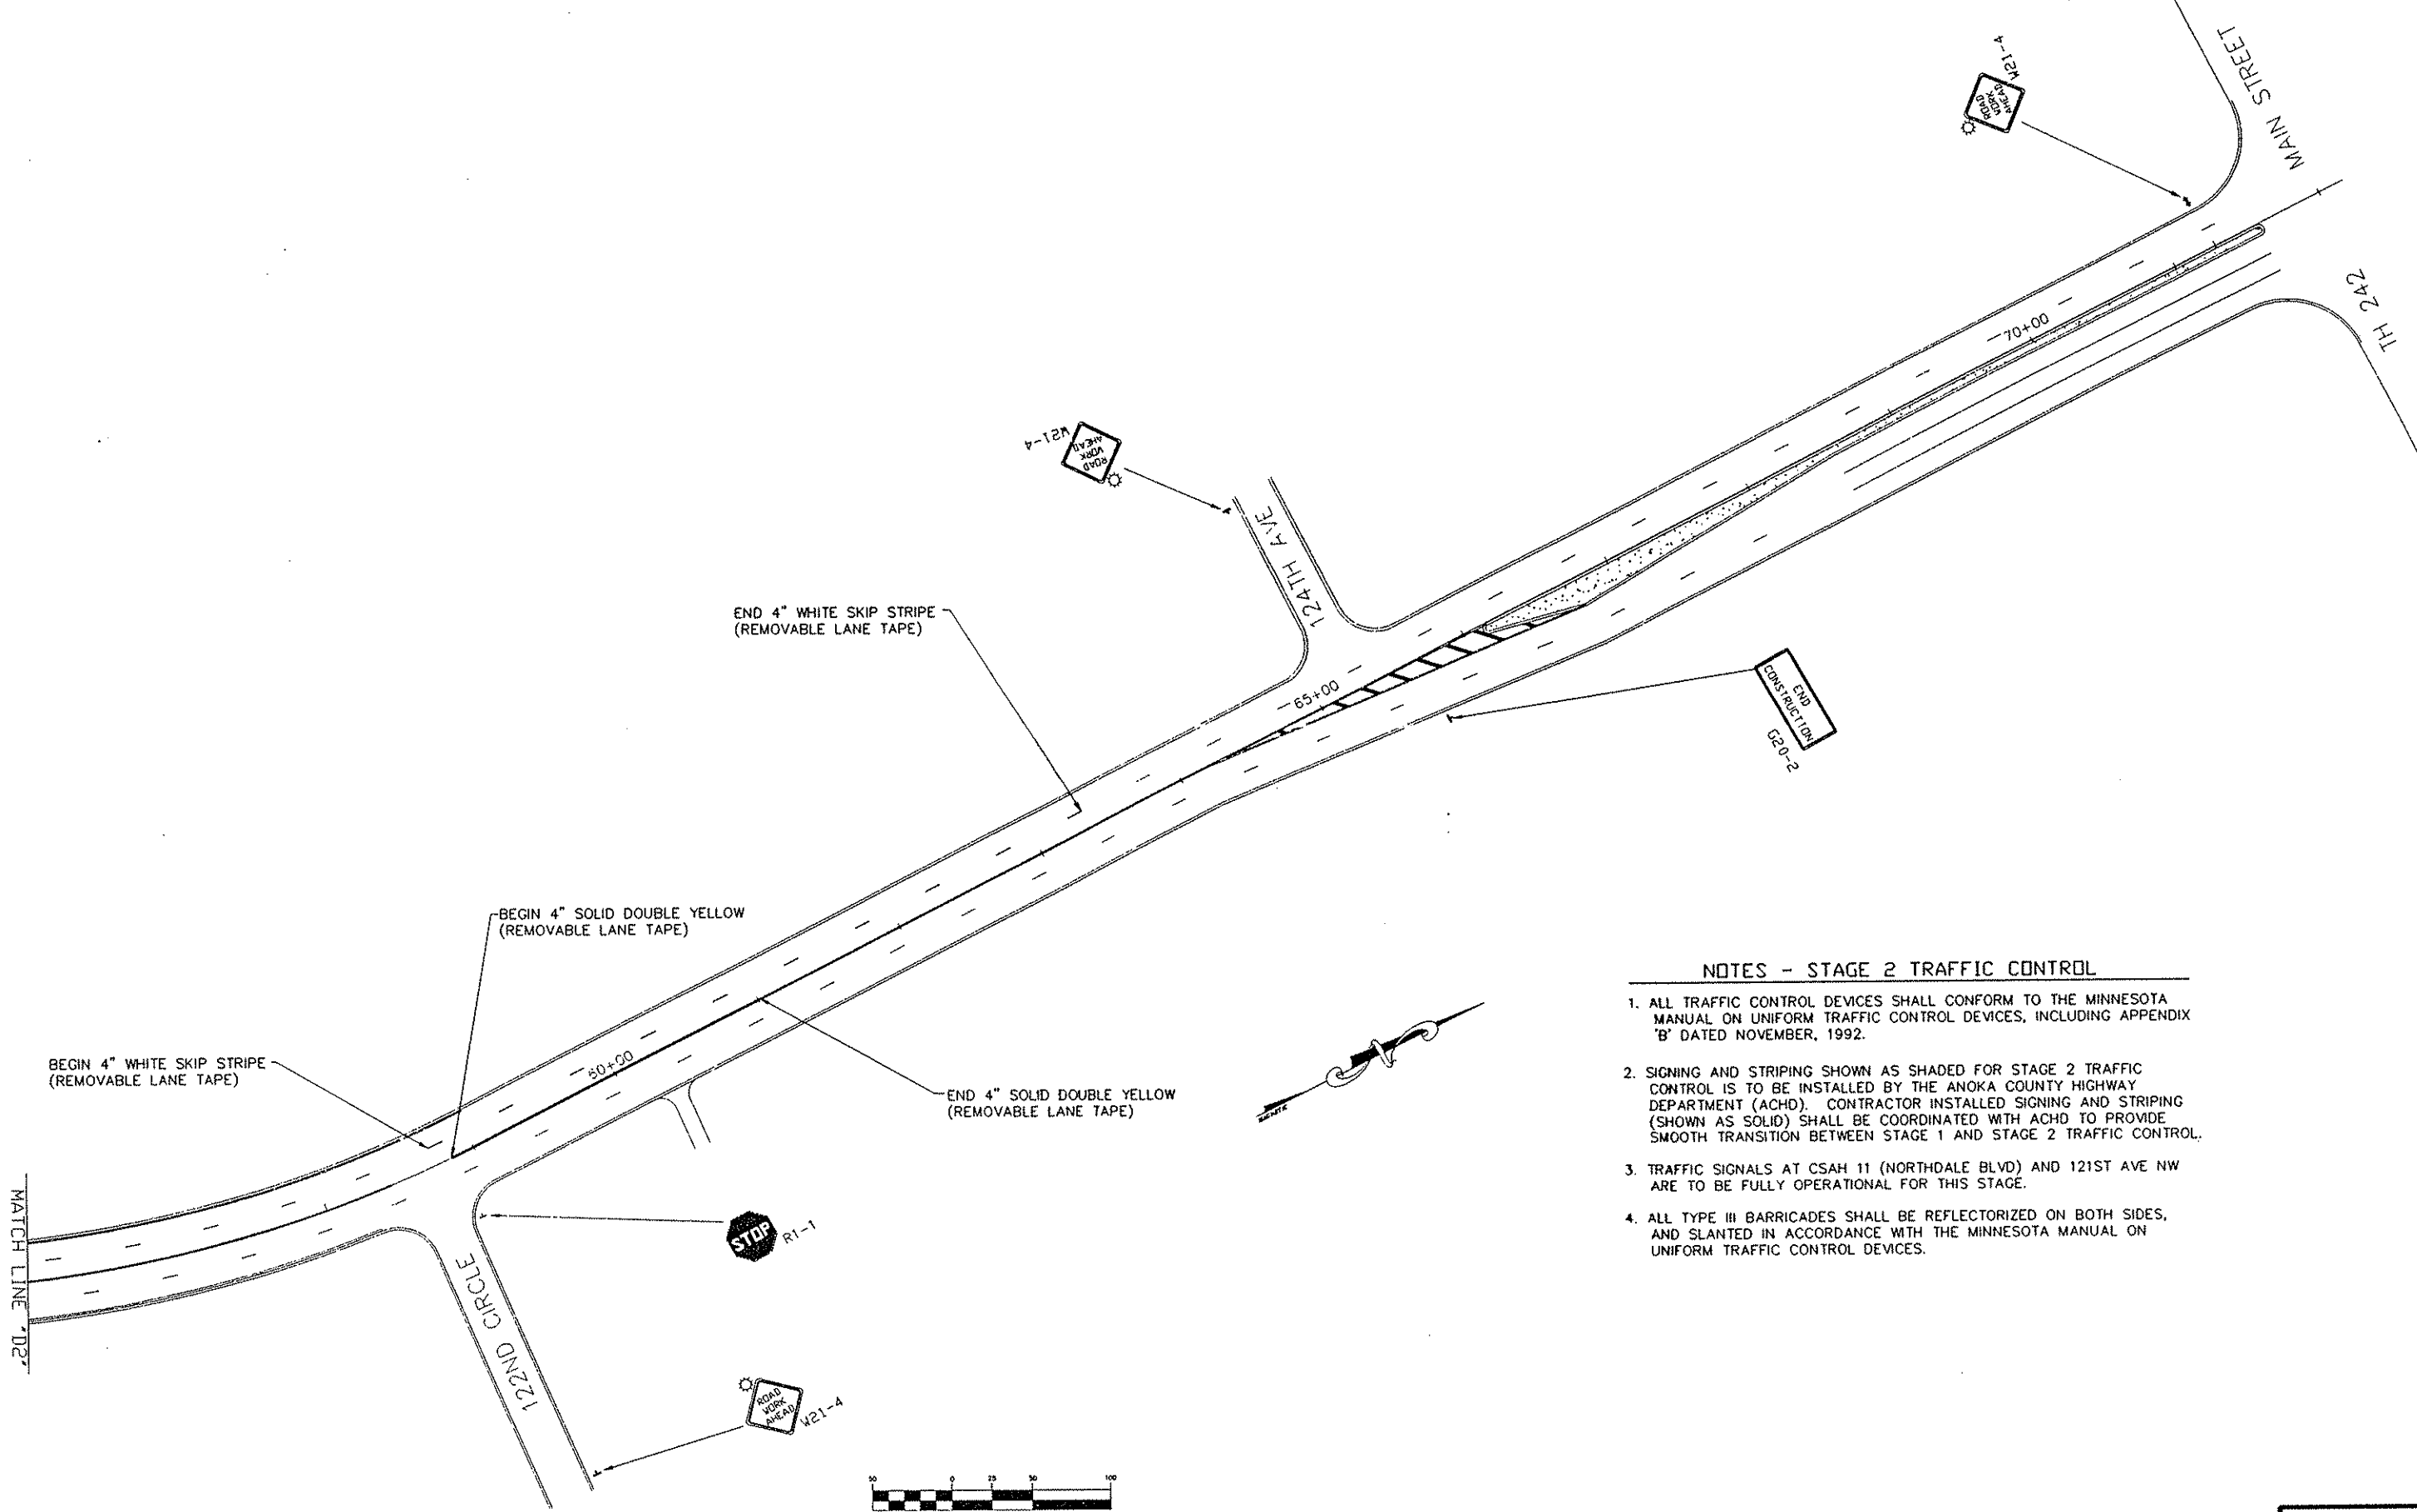 MAIN STREET
TH 242
W21-4
ROAD
WORK
AHEAD
70+00
W21-4
ROAD
WORK
AHEAD
124TH AVE
END 4" WHITE SKIP STRIPE
(REMOVABLE LANE TAPE)
65+00
END
CONSTRUCTION
G20-2
BEGIN 4" SOLID DOUBLE YELLOW
(REMOVABLE LANE TAPE)
BEGIN 4" WHITE SKIP STRIPE
(REMOVABLE LANE TAPE)
60+00
END 4" SOLID DOUBLE YELLOW
(REMOVABLE LANE TAPE)
MATCH LINE "D2"
STOP
R1-1
122ND CIRCLE
ROAD
WORK
AHEAD
W21-4
50 0 25 50 100
NOTES - STAGE 2 TRAFFIC CONTROL
1. ALL TRAFFIC CONTROL DEVICES SHALL CONFORM TO THE MINNESOTA
MANUAL ON UNIFORM TRAFFIC CONTROL DEVICES, INCLUDING APPENDIX
'B' DATED NOVEMBER, 1992.
2. SIGNING AND STRIPING SHOWN AS SHADED FOR STAGE 2 TRAFFIC
CONTROL IS TO BE INSTALLED BY THE ANOKA COUNTY HIGHWAY
DEPARTMENT (ACHD). CONTRACTOR INSTALLED SIGNING AND STRIPING
(SHOWN AS SOLID) SHALL BE COORDINATED WITH ACHD TO PROVIDE
SMOOTH TRANSITION BETWEEN STAGE 1 AND STAGE 2 TRAFFIC CONTROL.
3. TRAFFIC SIGNALS AT CSAH 11 (NORTHDALE BLVD) AND 121ST AVE NW
ARE TO BE FULLY OPERATIONAL FOR THIS STAGE.
4. ALL TYPE III BARRICADES SHALL BE REFLECTORIZED ON BOTH SIDES,
AND SLANTED IN ACCORDANCE WITH THE MINNESOTA MANUAL ON
UNIFORM TRAFFIC CONTROL DEVICES.